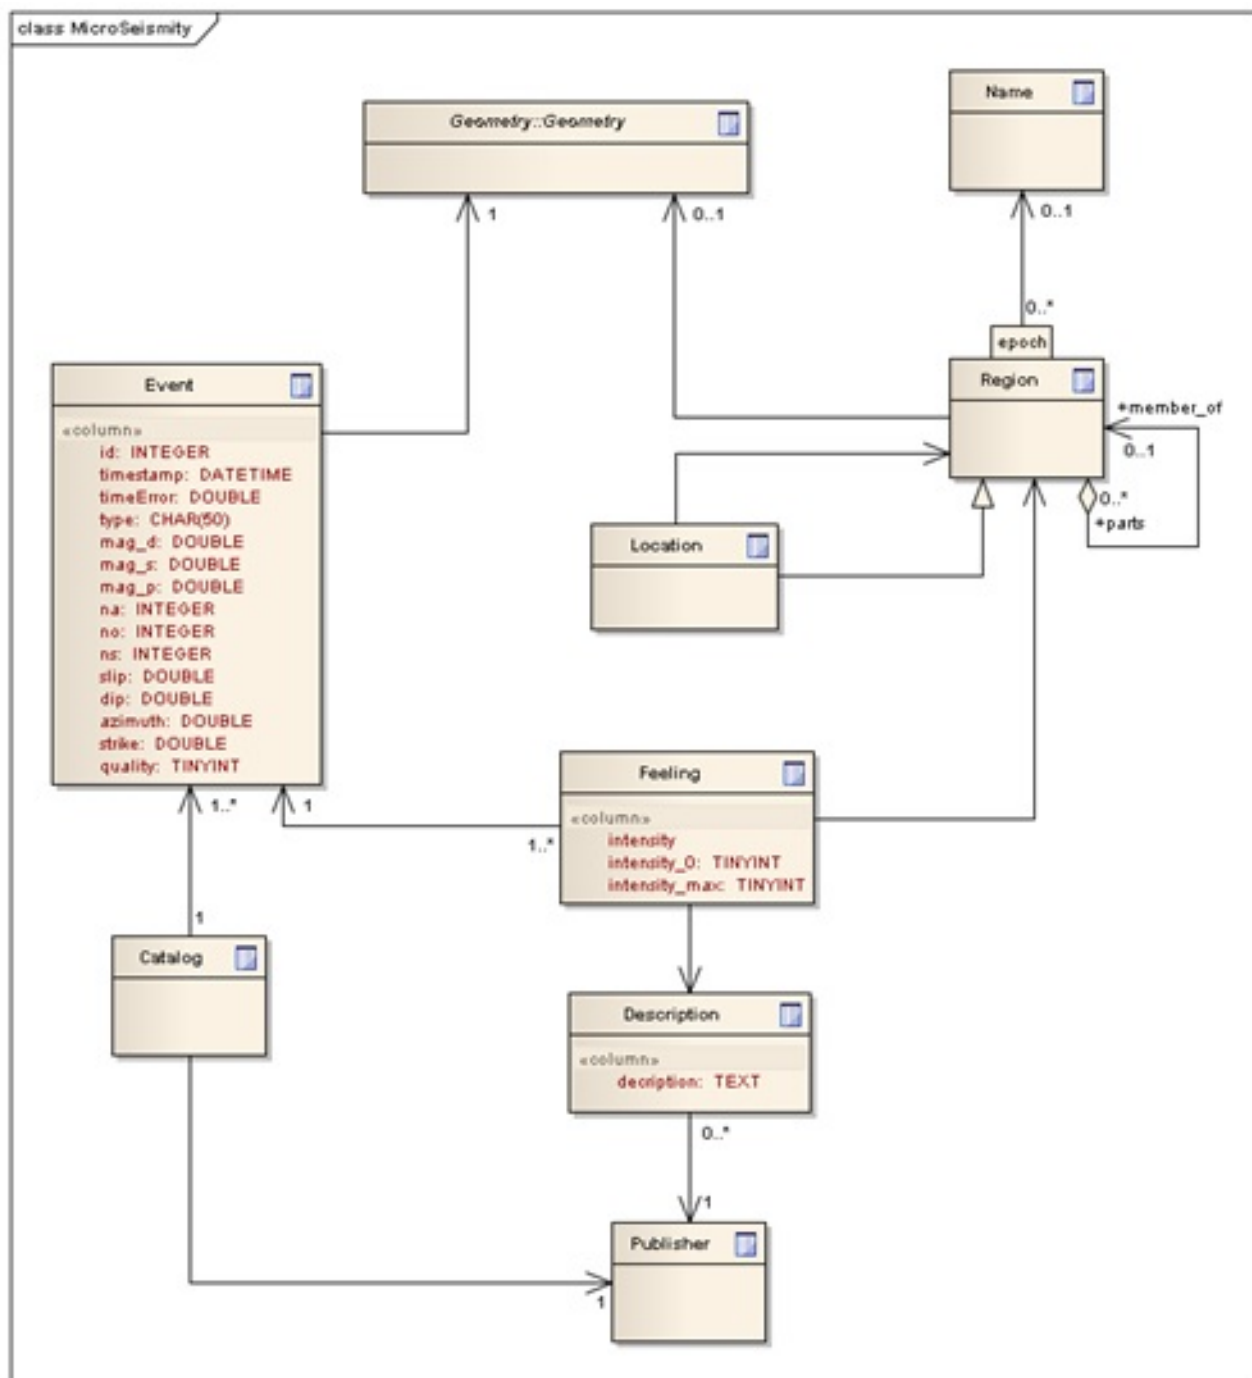 class MicroSeismity
Name
Geometry::Geometry
1
0..1
0..1
0..*
epoch
Event
«column»
id: INTEGER
timestamp: DATETIME
timeError: DOUBLE
type: CHAR(50)
mag_d: DOUBLE
mag_s: DOUBLE
mag_p: DOUBLE
na: INTEGER
no: INTEGER
ns: INTEGER
slip: DOUBLE
dip: DOUBLE
azimuth: DOUBLE
strike: DOUBLE
quality: TINYINT
Region
+member_of
0..1
0..*
+parts
Location
Feeling
«column»
intensity
intensity_0: TINYINT
intensity_max: TINYINT
1..*
1
1..*
1
Catalog
Description
«column»
decription: TEXT
0..*
1
Publisher
1